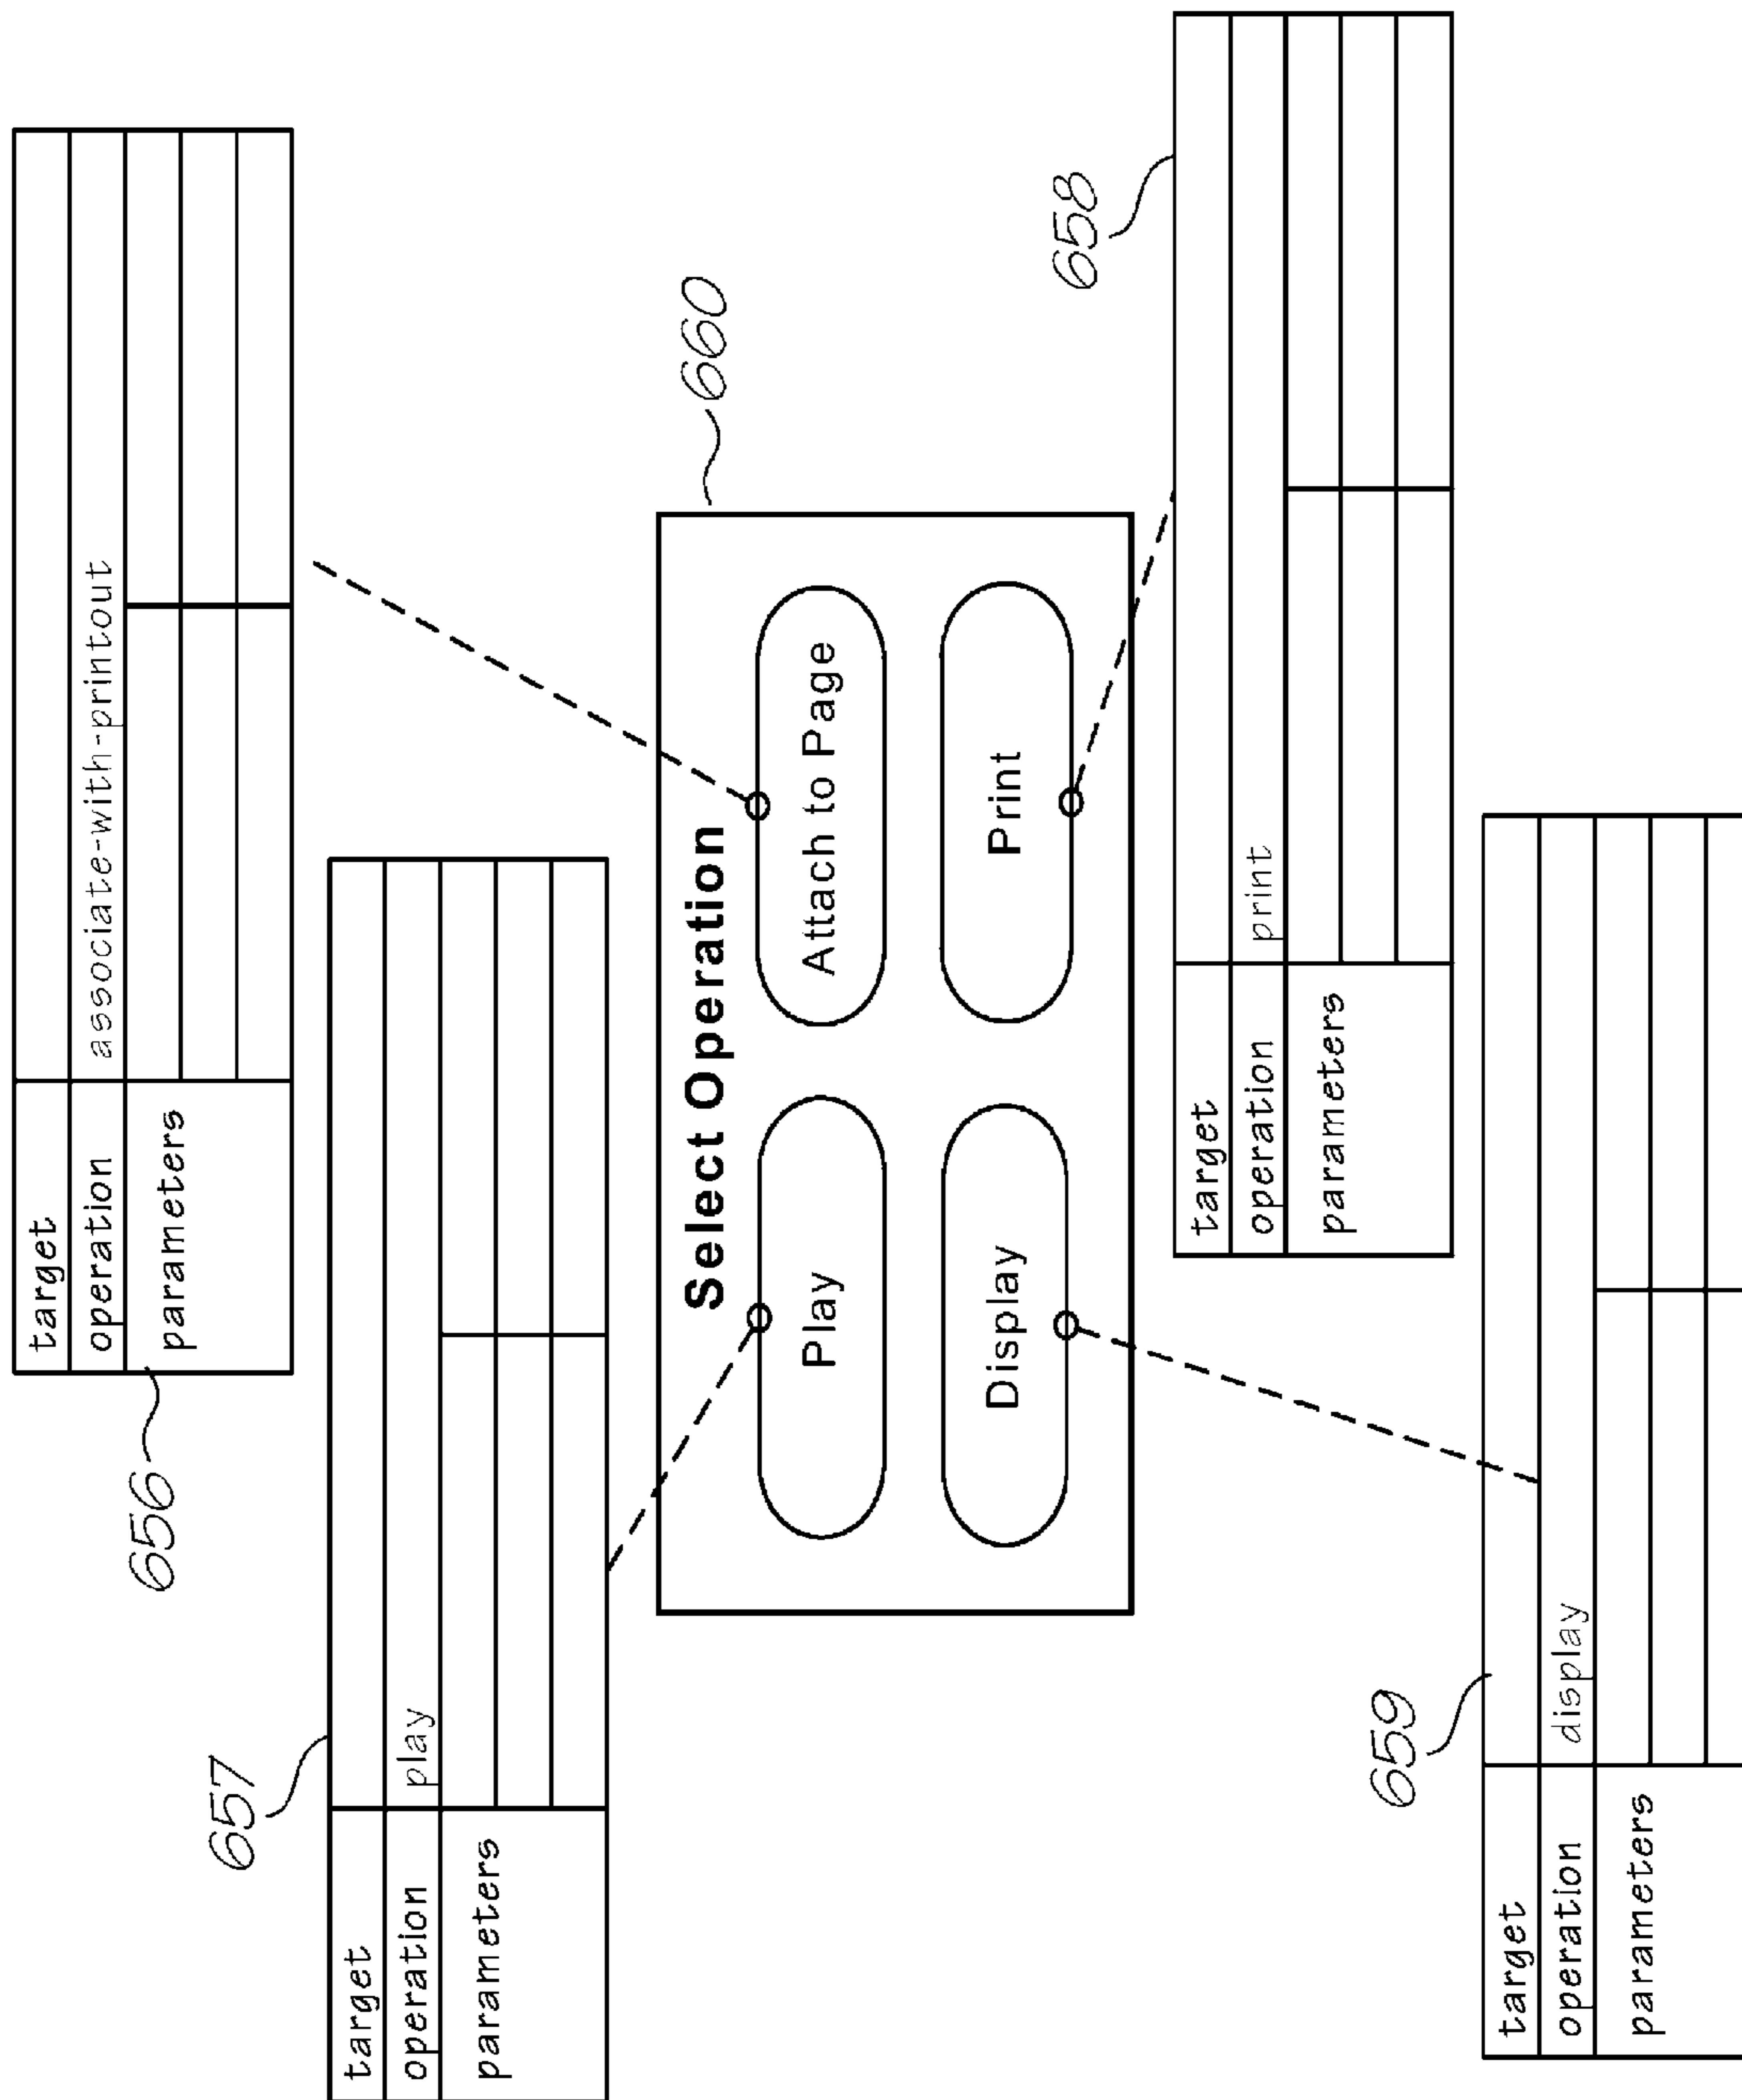 target
operation associate-with-printout
parameters
656
657
target
operation play
parameters
660
Select Operation
Play Attach to Page
Display Print
658
target
operation print
parameters
659
target
operation display
parameters